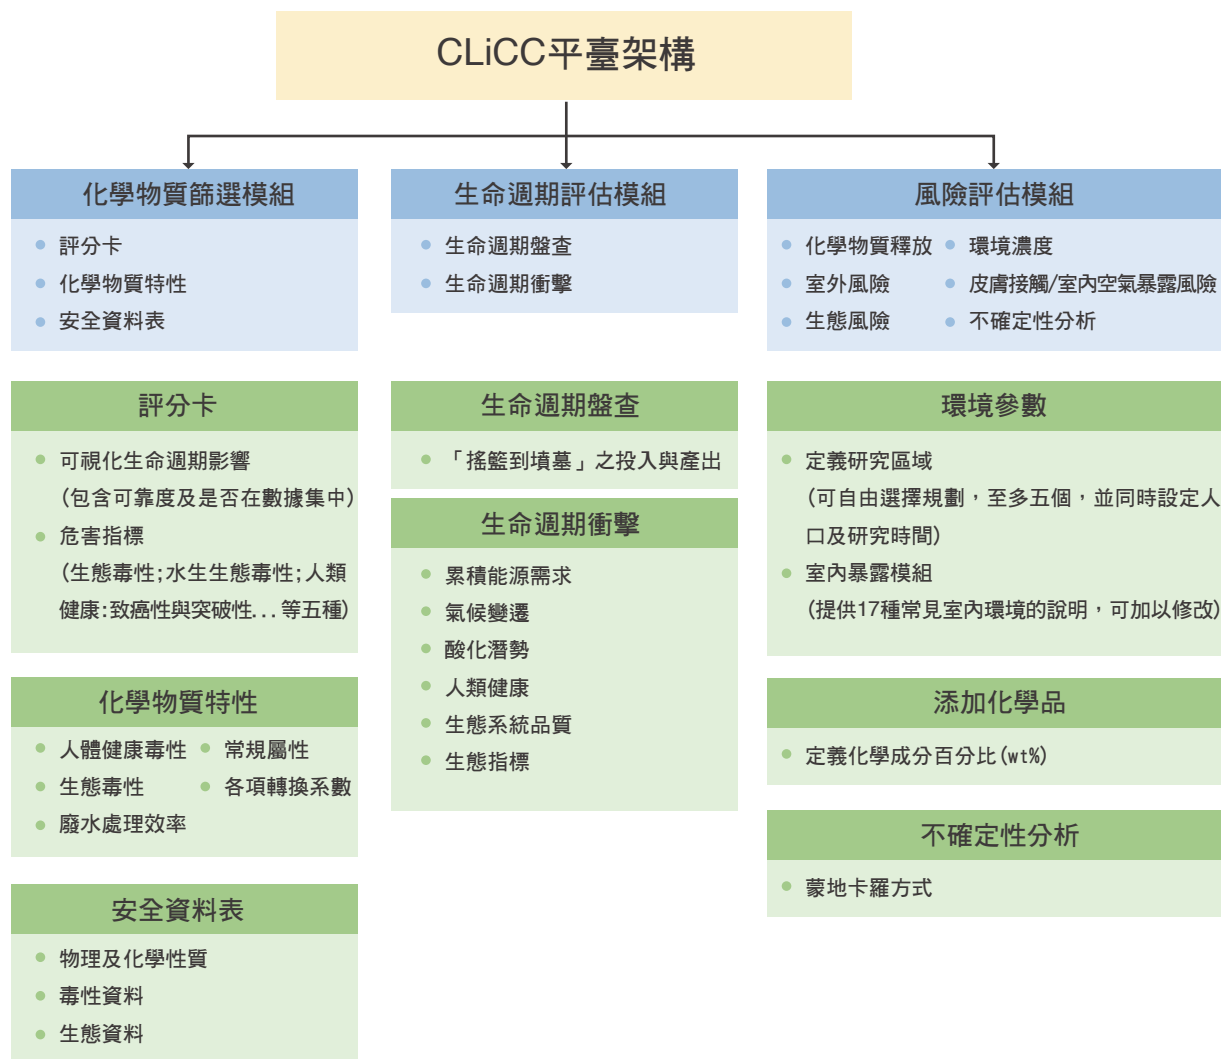 CLiCC平臺架構
化學物質篩選模組
評分卡
化學物質特性
安全資料表
生命週期評估模組
生命週期盤查
生命週期衝擊
風險評估模組
化學物質釋放
環境濃度
室外風險
皮膚接觸/室內空氣暴露風險
生態風險
不確定性分析
評分卡
可視化生命週期影響
(包含可靠度及是否在數據集中)
危害指標
(生態毒性;水生生態毒性;人類
健康:致癌性與突破性...等五種)
化學物質特性
人體健康毒性
常規屬性
生態毒性
各項轉換系數
廢水處理效率
安全資料表
物理及化學性質
毒性資料
生態資料
生命週期盤查
「搖籃到墳墓」之投入與產出
生命週期衝擊
累積能源需求
氣候變遷
酸化潛勢
人類健康
生態系統品質
生態指標
環境參數
定義研究區域
(可自由選擇規劃，至多五個，並同時設定人
口及研究時間)
室內暴露模組
(提供17種常見室內環境的說明，可加以修改)
添加化學品
定義化學成分百分比(wt%)
不確定性分析
蒙地卡羅方式